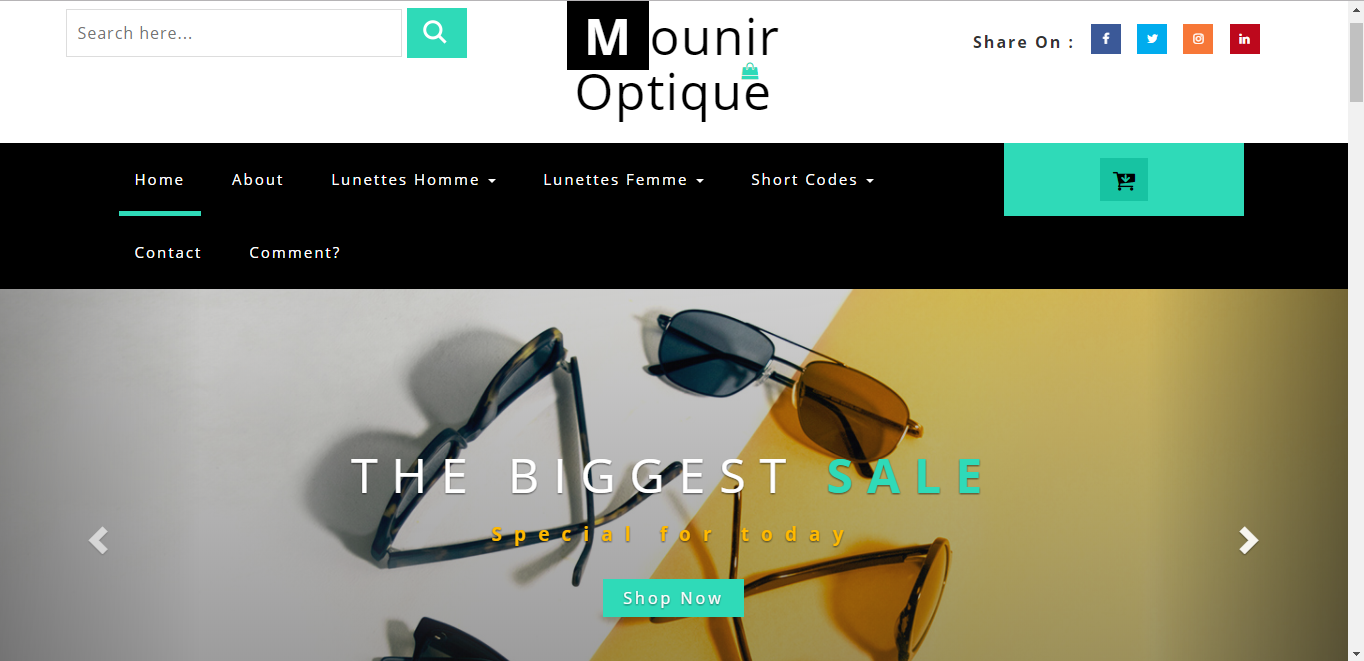 Search here...
Mounir
Optique
Share On :
Home About Lunettes Homme Lunettes Femme Short Codes
Contact Comment?
THE BIGGEST SALE
Special for today
Shop Now